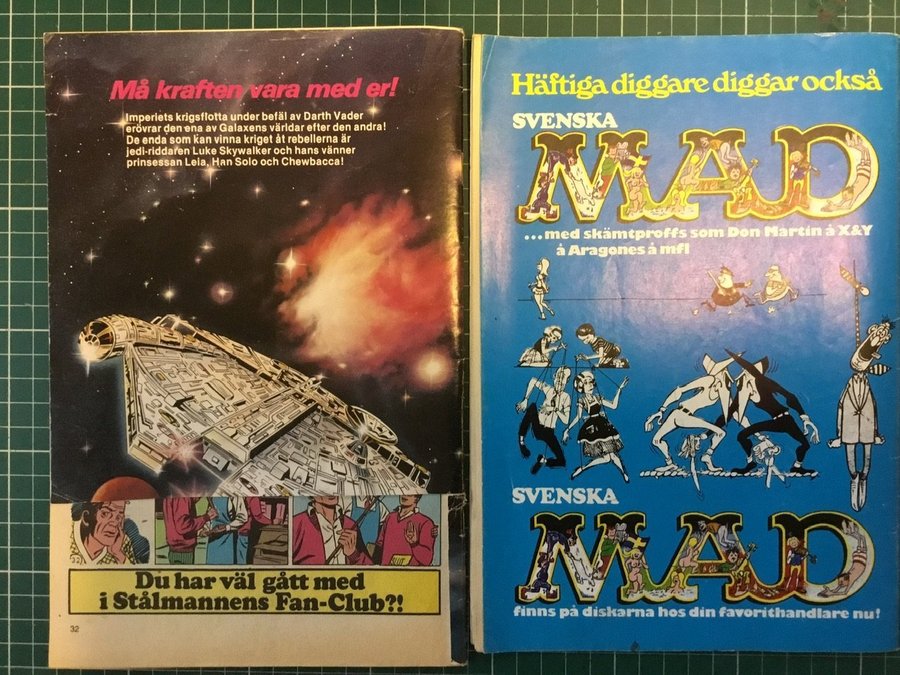 Må kraften vara med er!
Imperiets krigsflotta under befäl av Darth Vader
erövrar den ena av Galaxens världar efter den andra!
De enda som kan vinna kriget åt rebellerna är
jedi-riddaren Luke Skywalker och hans vänner
prinsessan Leia, Han Solo och Chewbacca!
Du har väl gått med
i Stålmannens Fan-Club?!
32
Häftiga diggare diggar också
SVENSKA
MAD
...med skämtproffs som Don Martin å X&Y
å Aragones å mfl
SVENSKA
MAD
finns på diskarna hos din favorithandlare nu!